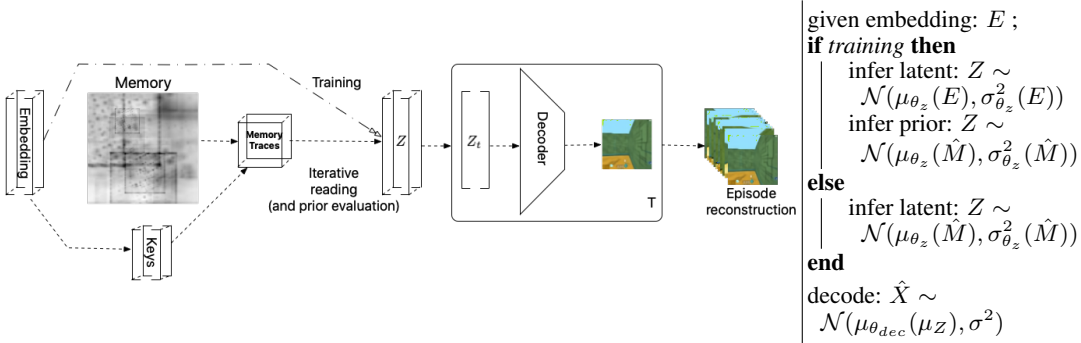 Embedding
Memory
Training
Memory
Traces
Keys
Iterative
reading
(and prior evaluation)
Z
Z_t
Decoder
T
Episode
reconstruction
given embedding: E ;
if training then
infer latent: Z ∼
𝒩(μ_{θ_z}(E), σ²_{θ_z}(E))
infer prior: Z ∼
𝒩(μ_{θ_z}(M̂), σ²_{θ_z}(M̂))
else
infer latent: Z ∼
𝒩(μ_{θ_z}(M̂), σ²_{θ_z}(M̂))
end
decode: X̂ ∼
𝒩(μ_{θ_{dec}}(μ_Z), σ²)